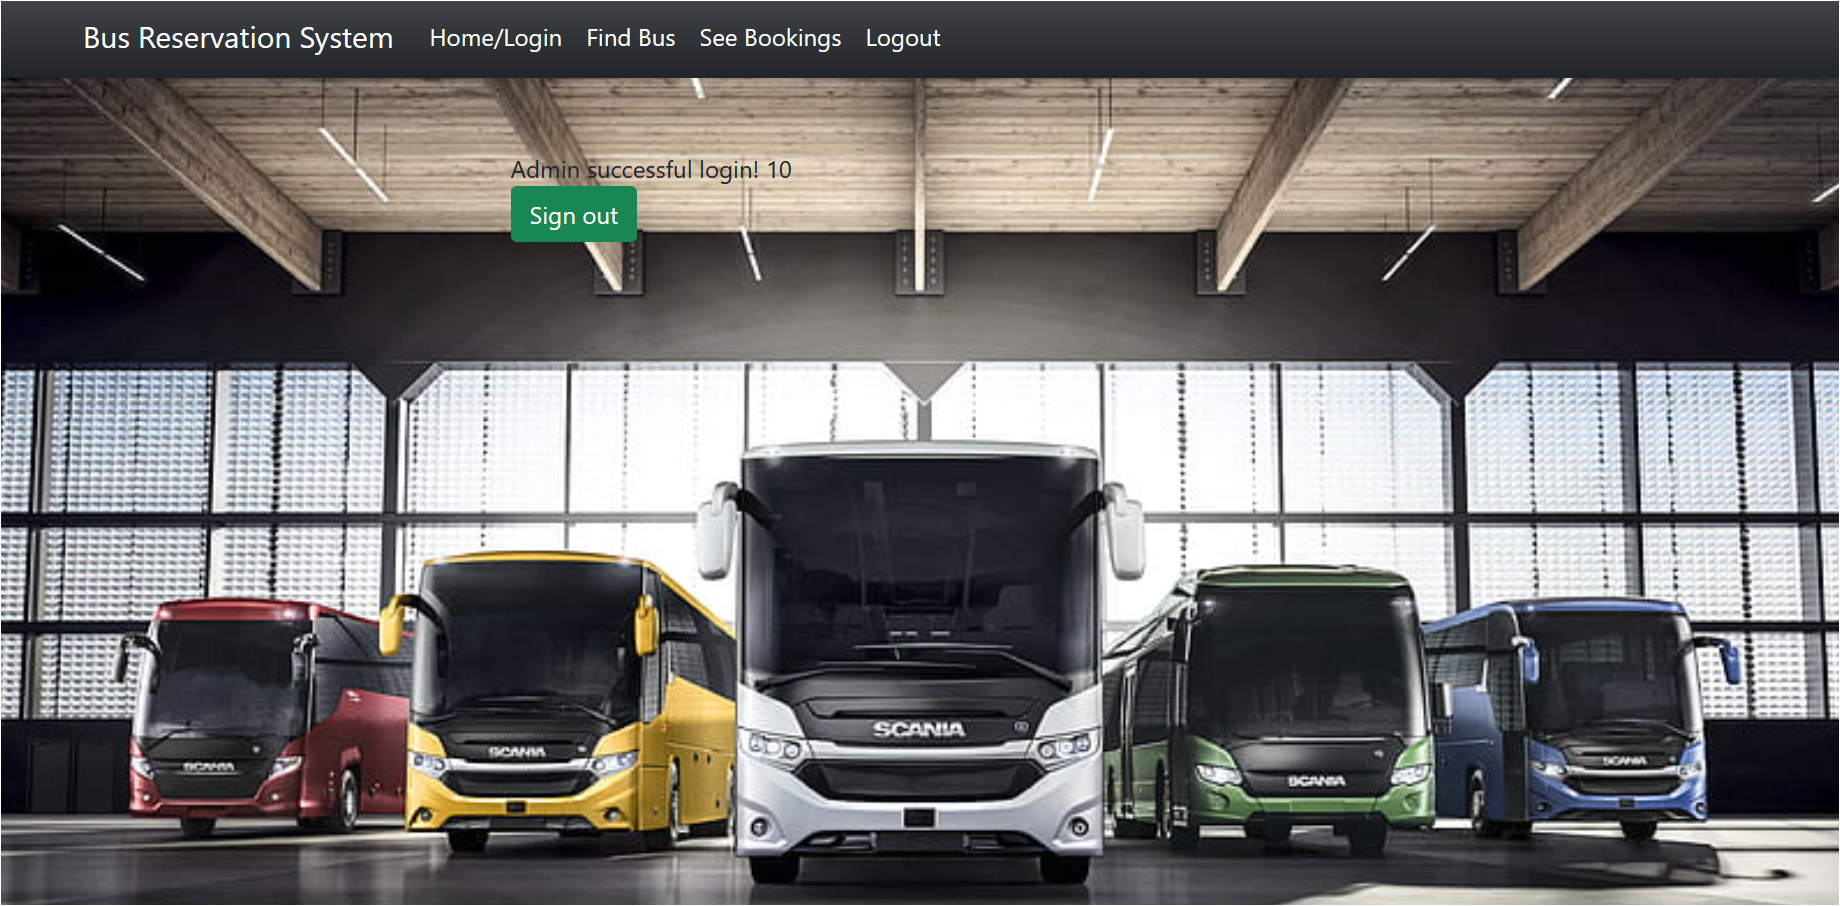 Bus Reservation System Home/Login Find Bus See Bookings Logout
Admin successful login! 10
Sign out
SCANIA
SCANIA
SCANIA
SCANIA
SCANIA